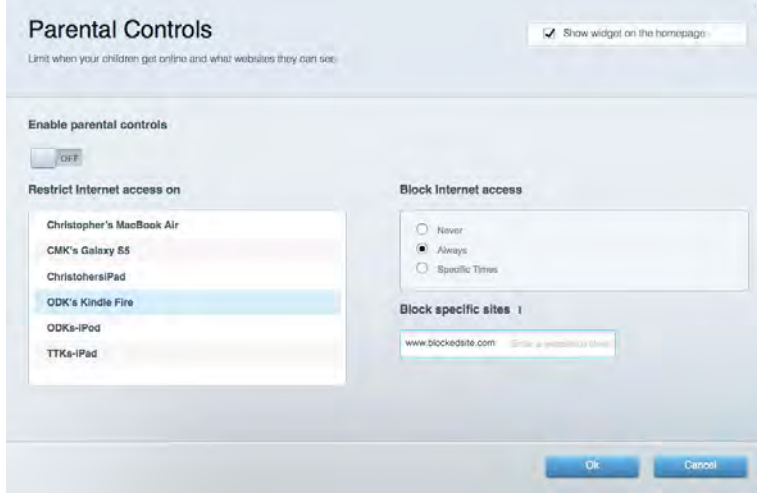 Parental Controls
Show widget on the homepage
Limit when your children get online and what websites they can see.
Enable parental controls
OFF
Restrict Internet access on
Block Internet access
Christopher's MacBook Air
CMK's Galaxy S5
ChristohersiPad
ODK's Kindle Fire
ODKs-iPod
TTKs-iPad
Never
Always
Specific Times
Block specific sites
www.blockedsite.com Enter a website
Ok
Cancel